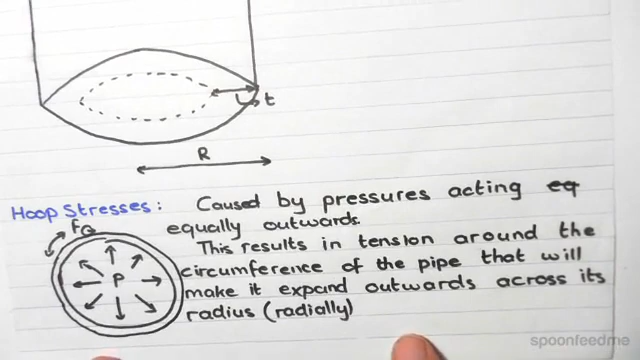 t
R
Hoop Stresses: Caused by pressures acting eq
equally outwards.
This results in tension around the
circumference of the pipe that will
make it expand outwards across its
radius (radially)
P
spoonfeedme